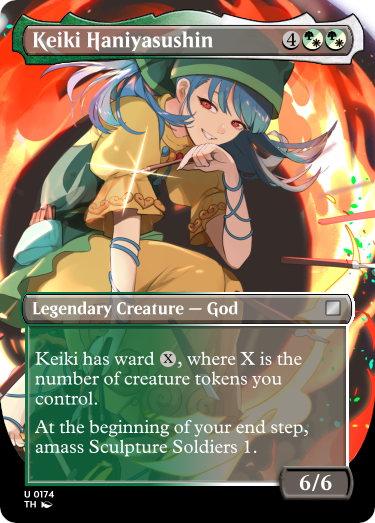 Keiki Haniyasushin 4
Legendary Creature — God
Keiki has ward X, where X is the
number of creature tokens you
control.
At the beginning of your end step,
amass Sculpture Soldiers 1.
6/6
U 0174
TH